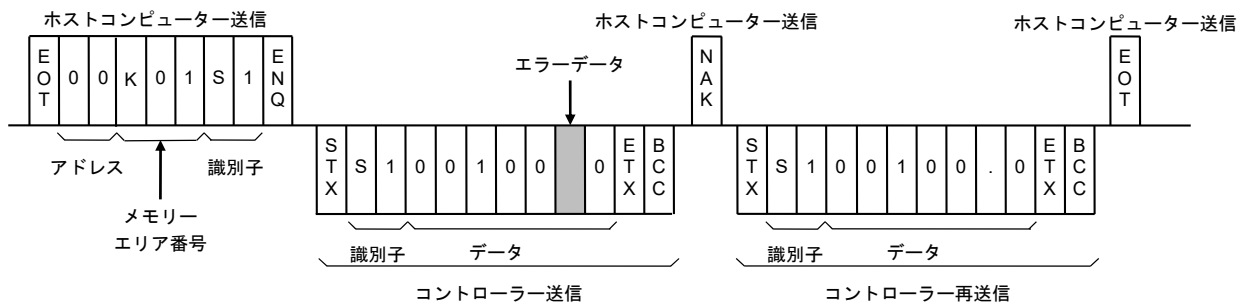 ホストコンピューター送信
EOT 0 0 K 0 1 S 1 ENQ
アドレス
識別子
メモリー
エリア番号
STX S 1 0 0 1 0 0 0 ETX BCC
エラーデータ
識別子
データ
コントローラー送信
ホストコンピューター送信
NAK
STX S 1 0 0 1 0 0 . 0 ETX BCC
識別子
データ
コントローラー再送信
ホストコンピューター送信
EOT